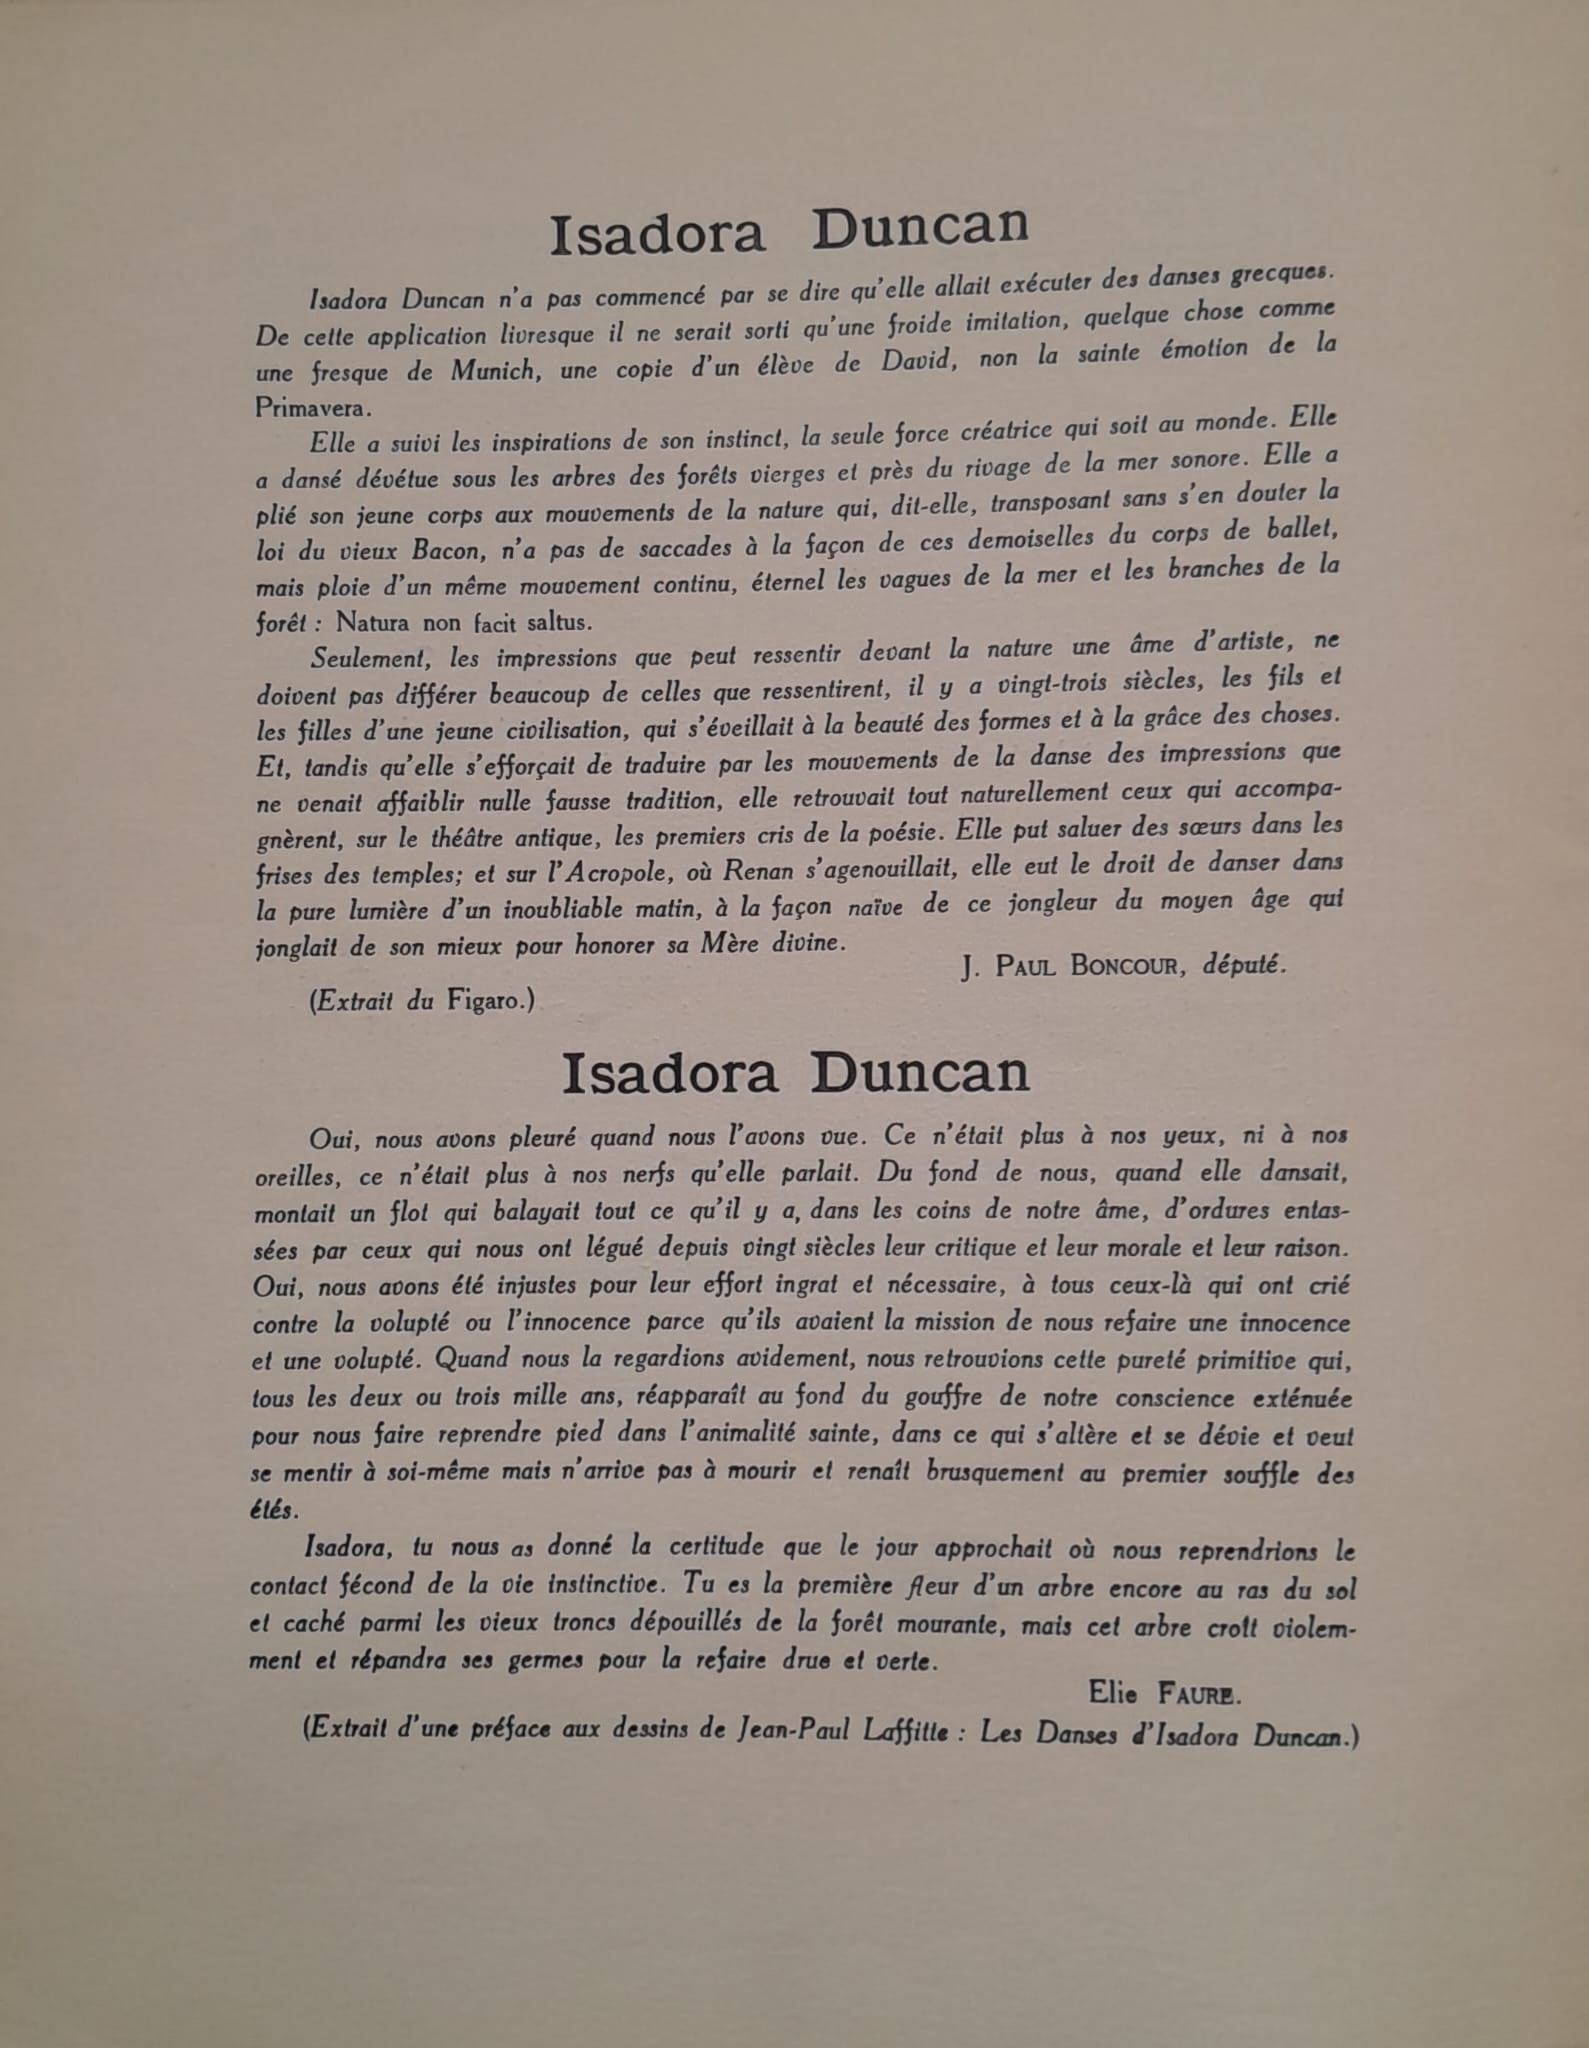 Isadora Duncan
Isadora Duncan n'a pas commencé par se dire qu'elle allait exécuter des danses grecques.
De cette application livresque il ne serait sorti qu'une froide imitation, quelque chose comme
une fresque de Munich, une copie d'un élève de David, non la sainte émotion de la
Primavera.
Elle a suivi les inspirations de son instinct, la seule force créatrice qui soit au monde. Elle
a dansé dévétue sous les arbres des forêts vierges et près du rivage de la mer sonore. Elle a
plié son jeune corps aux mouvements de la nature qui, dit-elle, transposant sans s'en douter la
loi du vieux Bacon, n'a pas de saccades à la façon de ces demoiselles du corps de ballet,
mais ploie d'un même mouvement continu, éternel les vagues de la mer et les branches de la
forêt : Natura non facit saltus.
Seulement, les impressions que peut ressentir devant la nature une âme d'artiste, ne
doivent pas différer beaucoup de celles que ressentirent, il y a vingt-trois siècles, les fils et
les filles d'une jeune civilisation, qui s'éveillait à la beauté des formes et à la grâce des choses.
Et, tandis qu'elle s'efforçait de traduire par les mouvements de la danse des impressions que
ne venait affaiblir nulle fausse tradition, elle retrouvait tout naturellement ceux qui accompa-
gnèrent, sur le théâtre antique, les premiers cris de la poésie. Elle put saluer des sœurs dans les
frises des temples; et sur l'Acropole, où Renan s'agenouillait, elle eut le droit de danser dans
la pure lumière d'un inoubliable matin, à la façon naïve de ce jongleur du moyen âge qui
jonglait de son mieux pour honorer sa Mère divine.
J. PAUL BONCOUR, député.
(Extrait du Figaro.)
Isadora Duncan
Oui, nous avons pleuré quand nous l'avons vue. Ce n'était plus à nos yeux, ni à nos
oreilles, ce n'était plus à nos nerfs qu'elle parlait. Du fond de nous, quand elle dansait,
montait un flot qui balayait tout ce qu'il y a, dans les coins de notre âme, d'ordures entas-
sées par ceux qui nous ont légué depuis vingt siècles leur critique et leur morale et leur raison.
Oui, nous avons été injustes pour leur effort ingrat et nécessaire, à tous ceux-là qui ont crié
contre la volupté ou l'innocence parce qu'ils avaient la mission de nous refaire une innocence
et une volupté. Quand nous la regardions avidement, nous retrouvions cette pureté primitive qui,
tous les deux ou trois mille ans, réapparaît au fond du gouffre de notre conscience exténuée
pour nous faire reprendre pied dans l'animalité sainte, dans ce qui s'altère et se dévie et veut
se mentir à soi-même mais n'arrive pas à mourir et renaît brusquement au premier souffle des
étés.
Isadora, tu nous as donné la certitude que le jour approchait où nous reprendrions le
contact fécond de la vie instinctive. Tu es la première fleur d'un arbre encore au ras du sol
et caché parmi les vieux troncs dépouillés de la forêt mourante, mais cet arbre croît violem-
ment et répandra ses germes pour la refaire drue et verte.
Elie FAURE.
(Extrait d'une préface aux dessins de Jean-Paul Laffitte : Les Danses d'Isadora Duncan.)